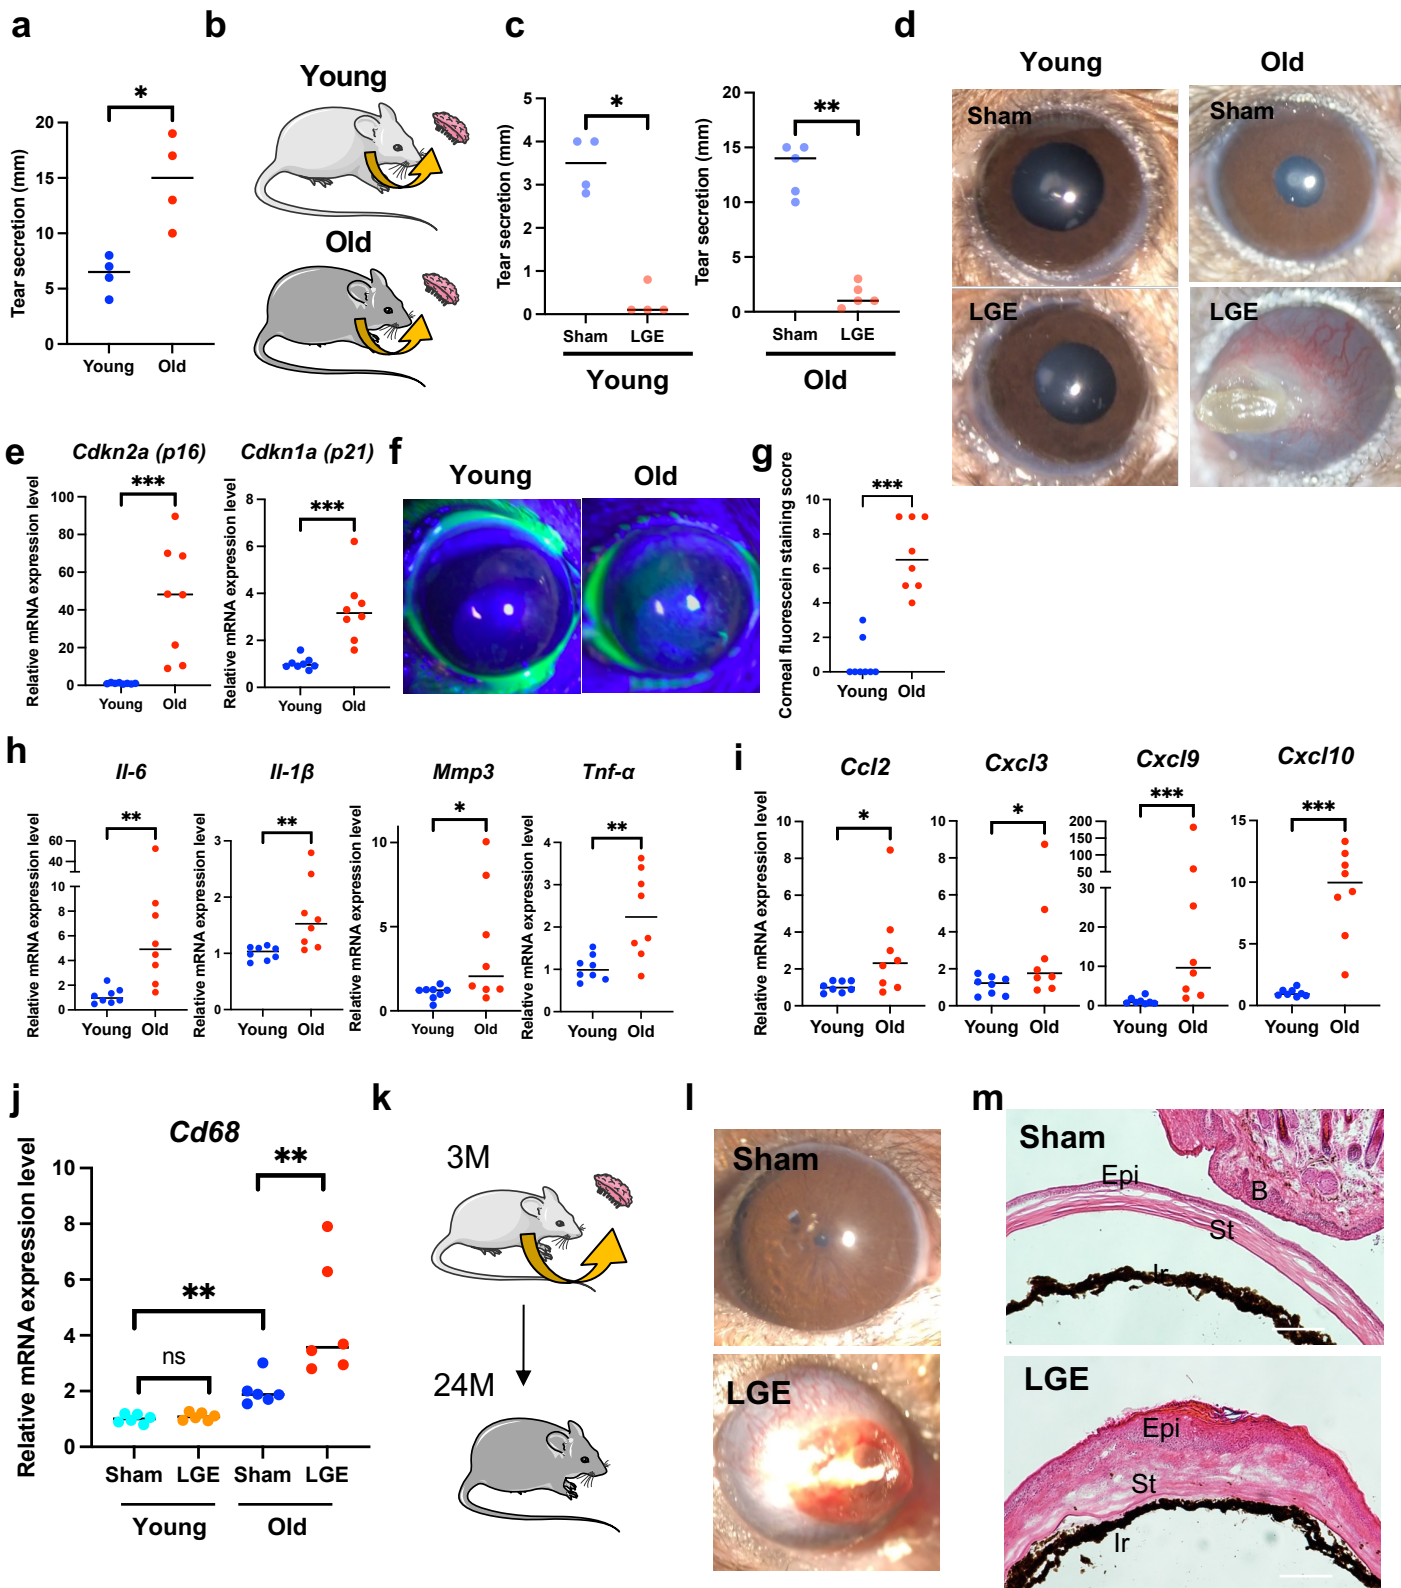 a
b
c
d
*
Tear secretion (mm)
20
15
10
5
0
Young
Old
Young
Old
Tear secretion (mm)
5
4
3
2
1
0
*
Sham
LGE
Young
Tear secretion (mm)
20
15
10
5
0
**
Sham
LGE
Old
Young
Old
Sham
Sham
LGE
LGE
e
Cdkn2a (p16)
***
Relative mRNA expression level
100
80
60
40
20
0
Young
Old
Cdkn1a (p21)
***
Relative mRNA expression level
8
6
4
2
0
Young
Old
f
Young
Old
g
***
Corneal fluorescein staining score
10
8
6
4
2
0
Young
Old
h
Il-6
**
Relative mRNA expression level
60
40
10
8
6
4
2
0
Young
Old
Il-1β
**
Relative mRNA expression level
3
2
1
0
Young
Old
Mmp3
*
Relative mRNA expression level
10
5
0
Young
Old
Tnf-α
**
Relative mRNA expression level
4
3
2
1
0
Young
Old
i
Ccl2
*
Relative mRNA expression level
10
8
6
4
2
0
Young
Old
Cxcl3
*
10
8
6
4
2
0
Young
Old
Cxcl9
***
200
150
100
50
30
20
10
0
Young
Old
Cxcl10
***
15
10
5
0
Young
Old
j
Cd68
Relative mRNA expression level
10
8
6
4
2
0
**
**
ns
Sham
LGE
Sham
LGE
Young
Old
k
3M
24M
l
Sham
LGE
m
Sham
Epi
B
St
Ir
LGE
Epi
St
Ir